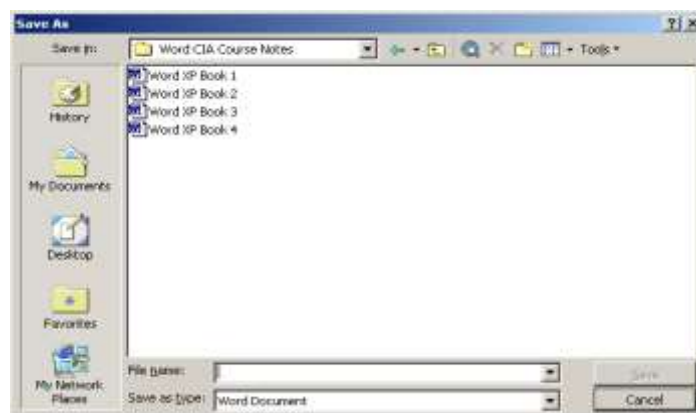 Save As
Save in: Word CIA Course Notes Tools
Word XP Book 1
Word XP Book 2
Word XP Book 3
Word XP Book 4
History
My Documents
Desktop
Favorites
My Network
Places
File name: Save
Save as type: Word Document Cancel